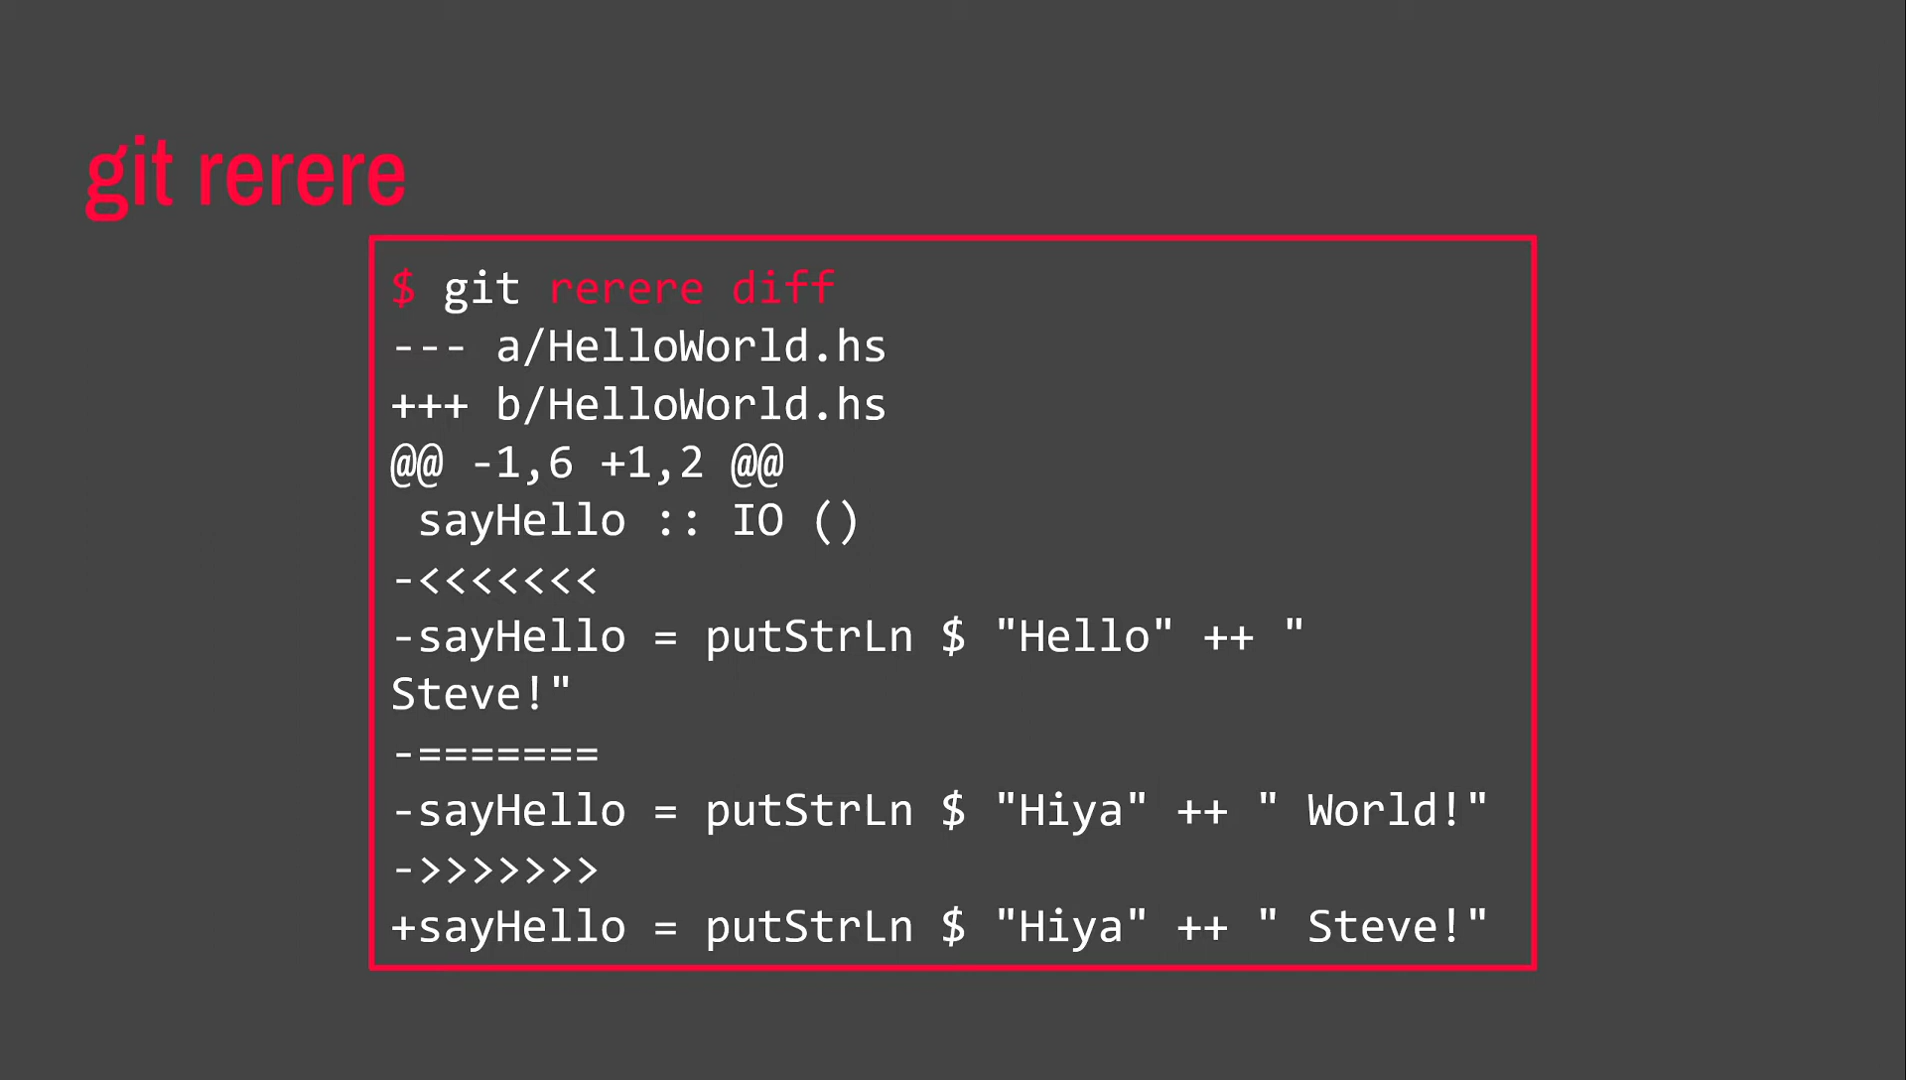 git rerere
$ git rerere diff
--- a/HelloWorld.hs
+++ b/HelloWorld.hs
@@ -1,6 +1,2 @@
 sayHello :: IO ()
-<<<<<<<
-sayHello = putStrLn $ "Hello" ++ "
Steve!"
-=======
-sayHello = putStrLn $ "Hiya" ++ " World!"
->>>>>>>
+sayHello = putStrLn $ "Hiya" ++ " Steve!"